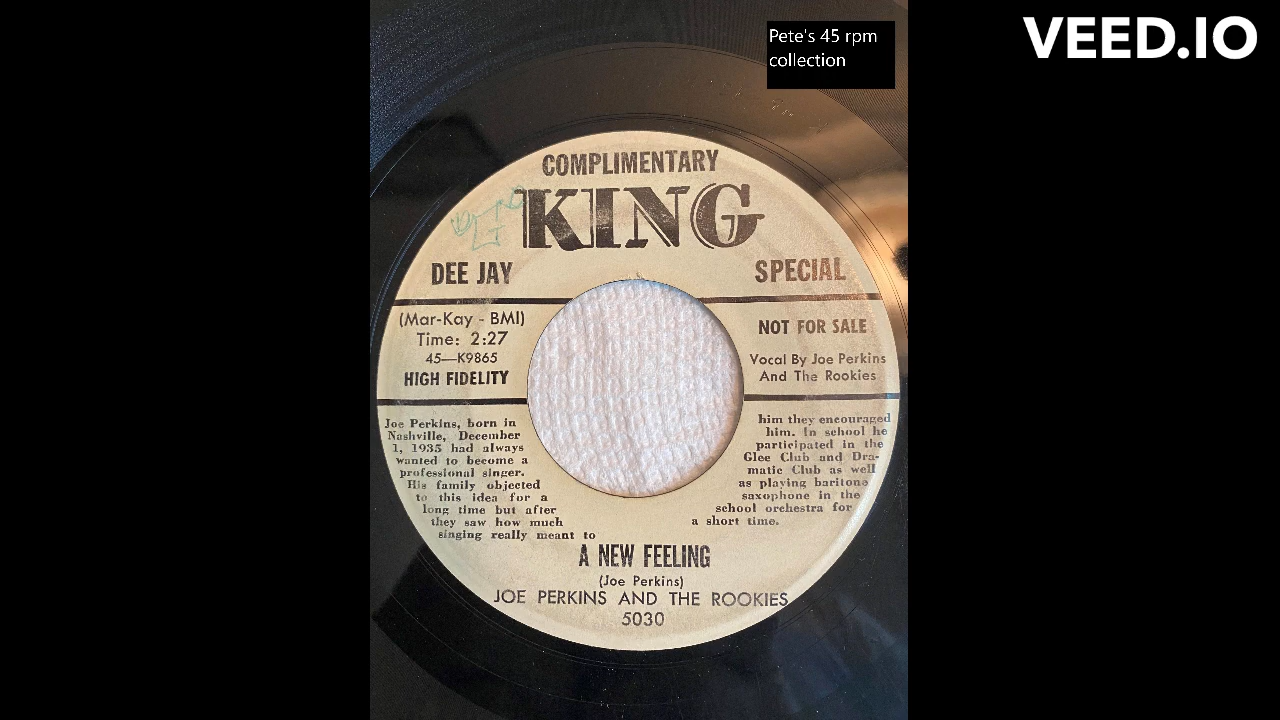 VEED.IO
Pete's 45 rpm
collection
COMPLIMENTARY
KING
DEE JAY
SPECIAL
(Mar-Kay - BMI)
Time: 2:27
45—K9865
HIGH FIDELITY
NOT FOR SALE
Vocal By Joe Perkins
And The Rookies
Joe Perkins, born in
Nashville, December
1, 1935 had always
wanted to become a
professional singer.
His family objected
to this idea for a
long time but after
they saw how much
singing really meant to
him they encouraged
him. In school he
participated in the
Glee Club and Dra-
matic Club as well
as playing baritone
saxophone in the
school orchestra for
a short time.
A NEW FEELING
(Joe Perkins)
JOE PERKINS AND THE ROOKIES
5030